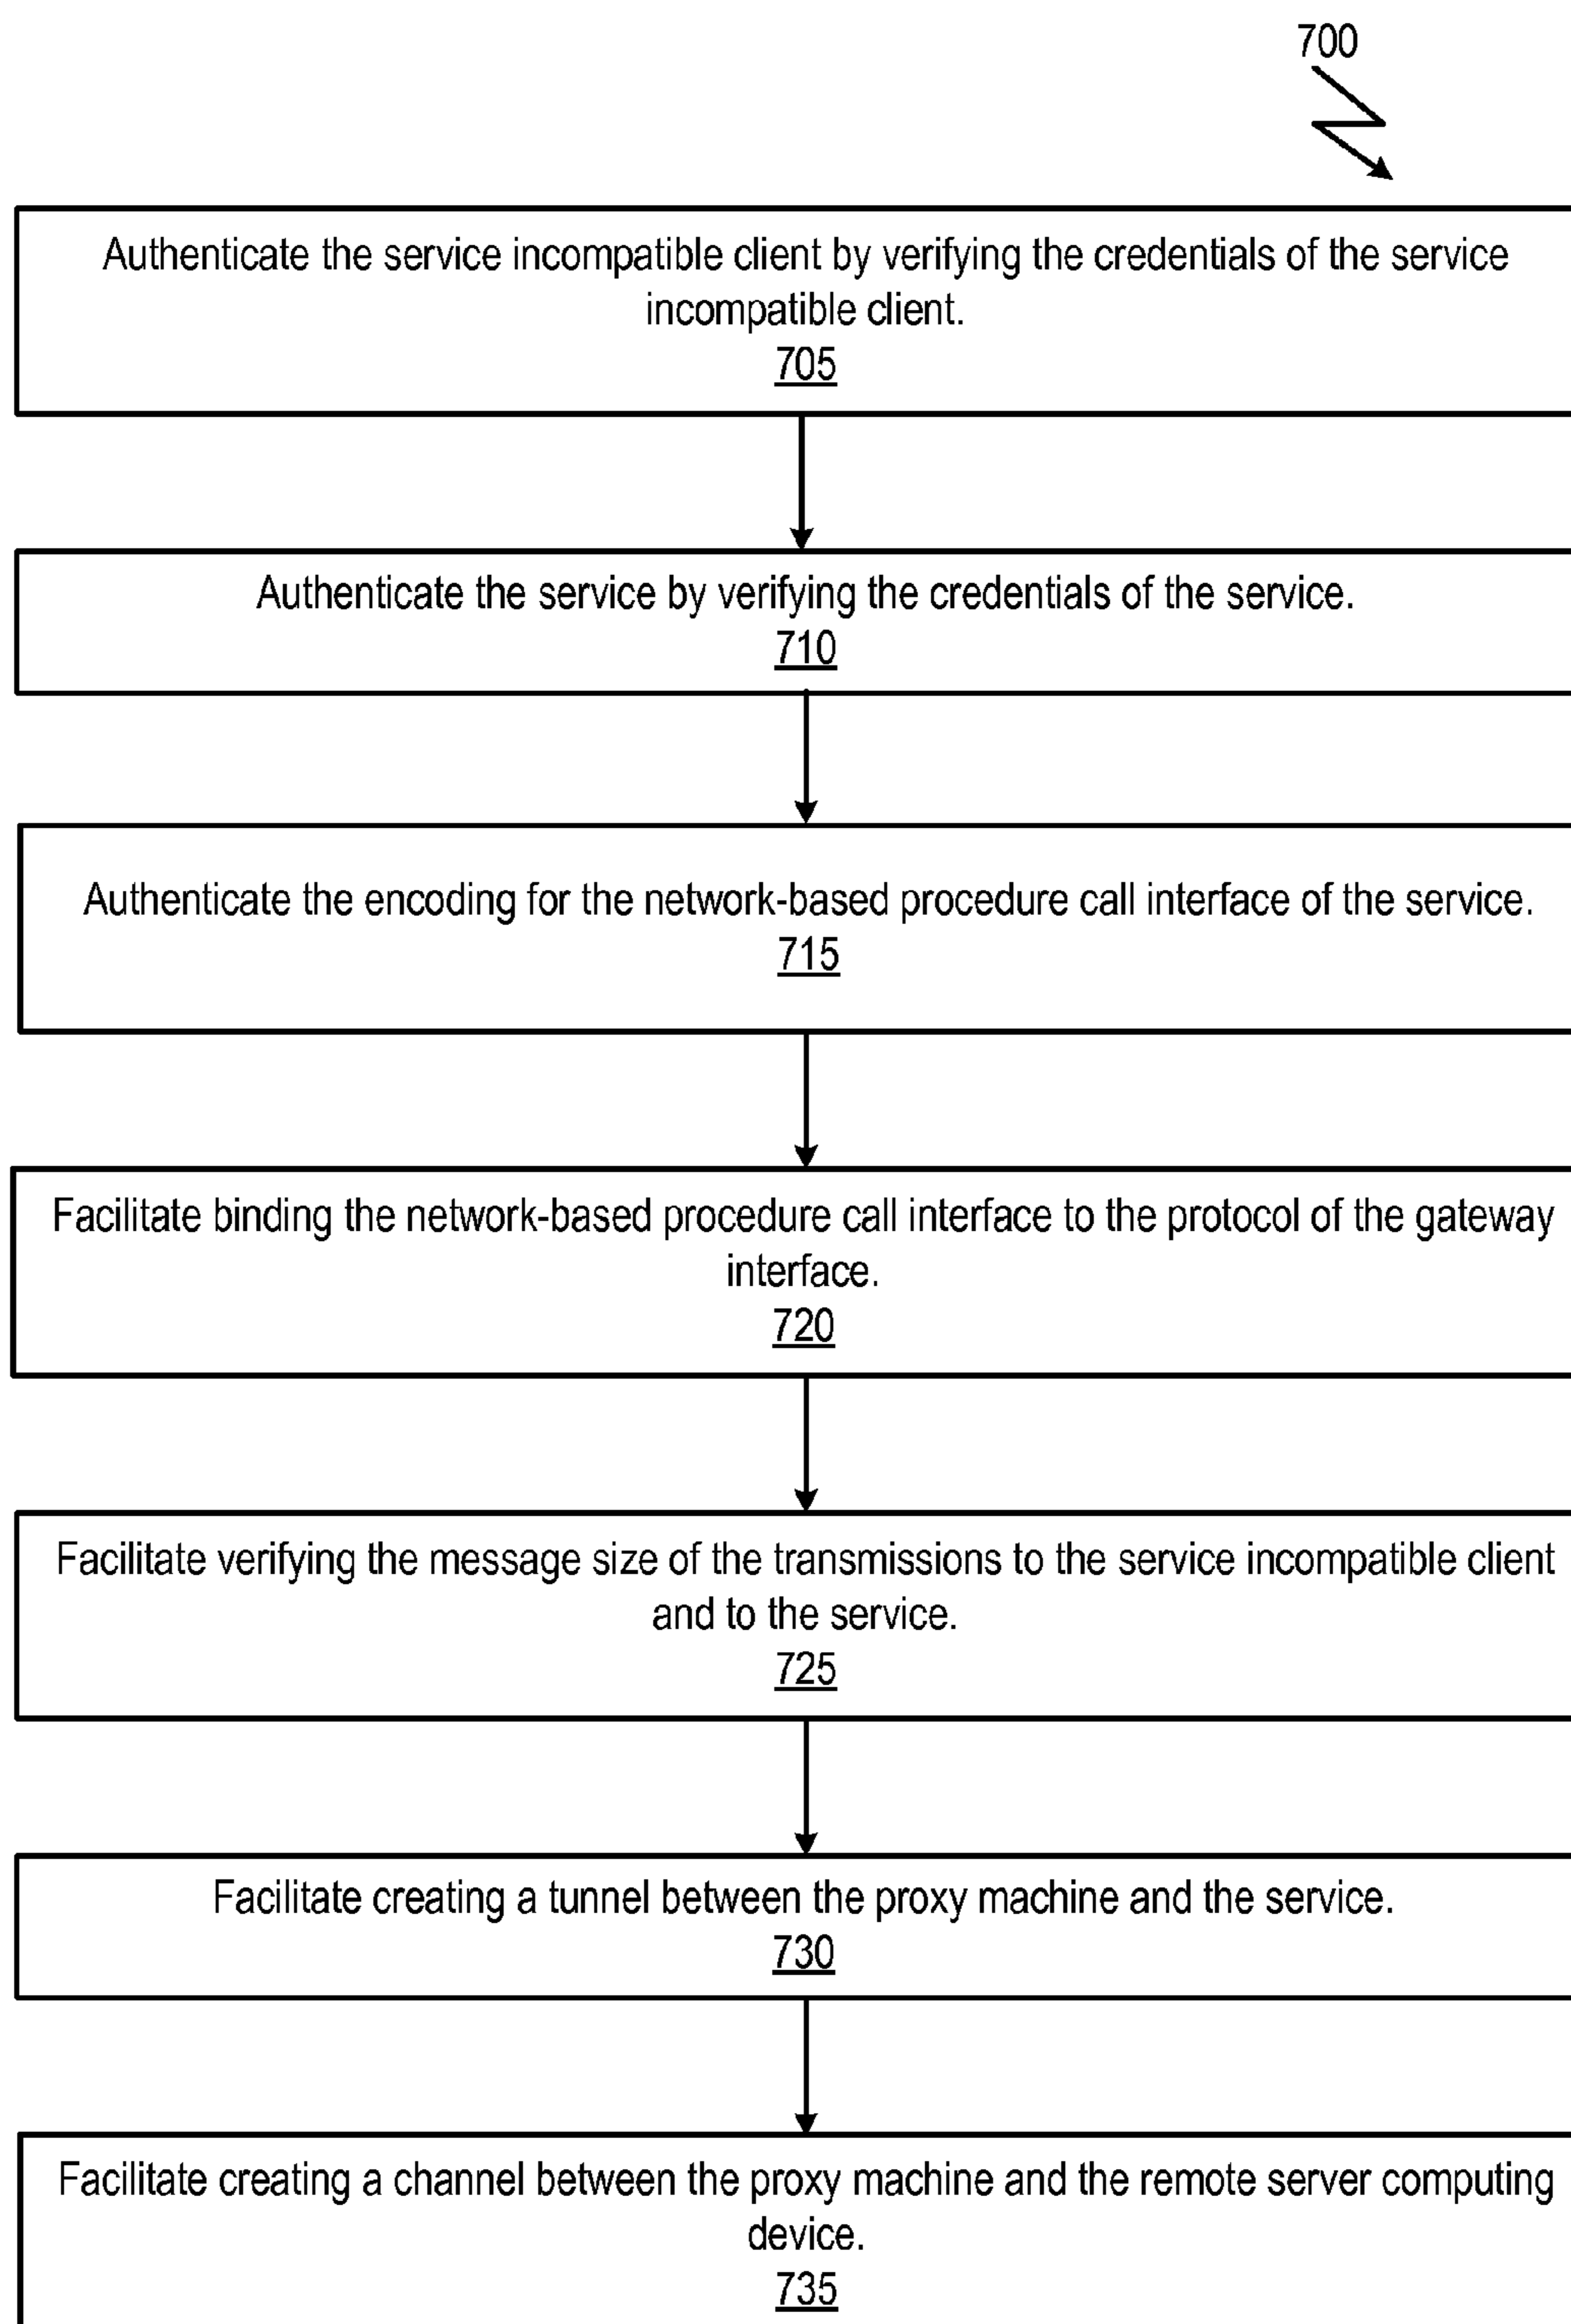 700
Authenticate the service incompatible client by verifying the credentials of the service
incompatible client.
705
Authenticate the service by verifying the credentials of the service.
710
Authenticate the encoding for the network-based procedure call interface of the service.
715
Facilitate binding the network-based procedure call interface to the protocol of the gateway
interface.
720
Facilitate verifying the message size of the transmissions to the service incompatible client
and to the service.
725
Facilitate creating a tunnel between the proxy machine and the service.
730
Facilitate creating a channel between the proxy machine and the remote server computing
device.
735